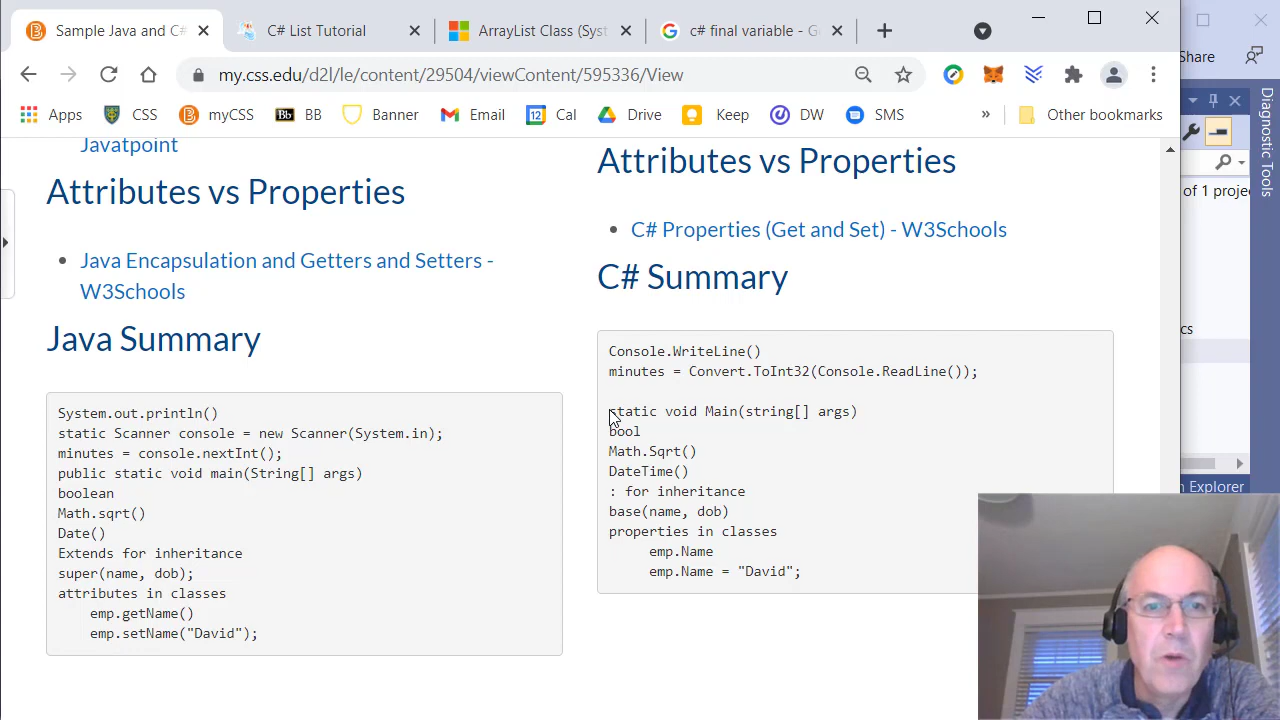 Sample Java and C#
C# List Tutorial
ArrayList Class (Syst
c# final variable - G
my.css.edu/d2l/le/content/29504/viewContent/595336/View
Share
Apps
CSS
myCSS
Bb
BB
Banner
Email
12
Cal
Drive
Keep
DW
SMS
»
Other bookmarks
Diagnostic Tools
Javatpoint
Attributes vs Properties
Java Encapsulation and Getters and Setters -
W3Schools
Java Summary
System.out.println()
static Scanner console = new Scanner(System.in);
minutes = console.nextInt();
public static void main(String[] args)
boolean
Math.sqrt()
Date()
Extends for inheritance
super(name, dob);
attributes in classes
emp.getName()
emp.setName("David");
Attributes vs Properties
C# Properties (Get and Set) - W3Schools
C# Summary
Console.WriteLine()
minutes = Convert.ToInt32(Console.ReadLine());
static void Main(string[] args)
bool
Math.Sqrt()
DateTime()
: for inheritance
base(name, dob)
properties in classes
emp.Name
emp.Name = "David";
of 1 proje
cs
n Explorer